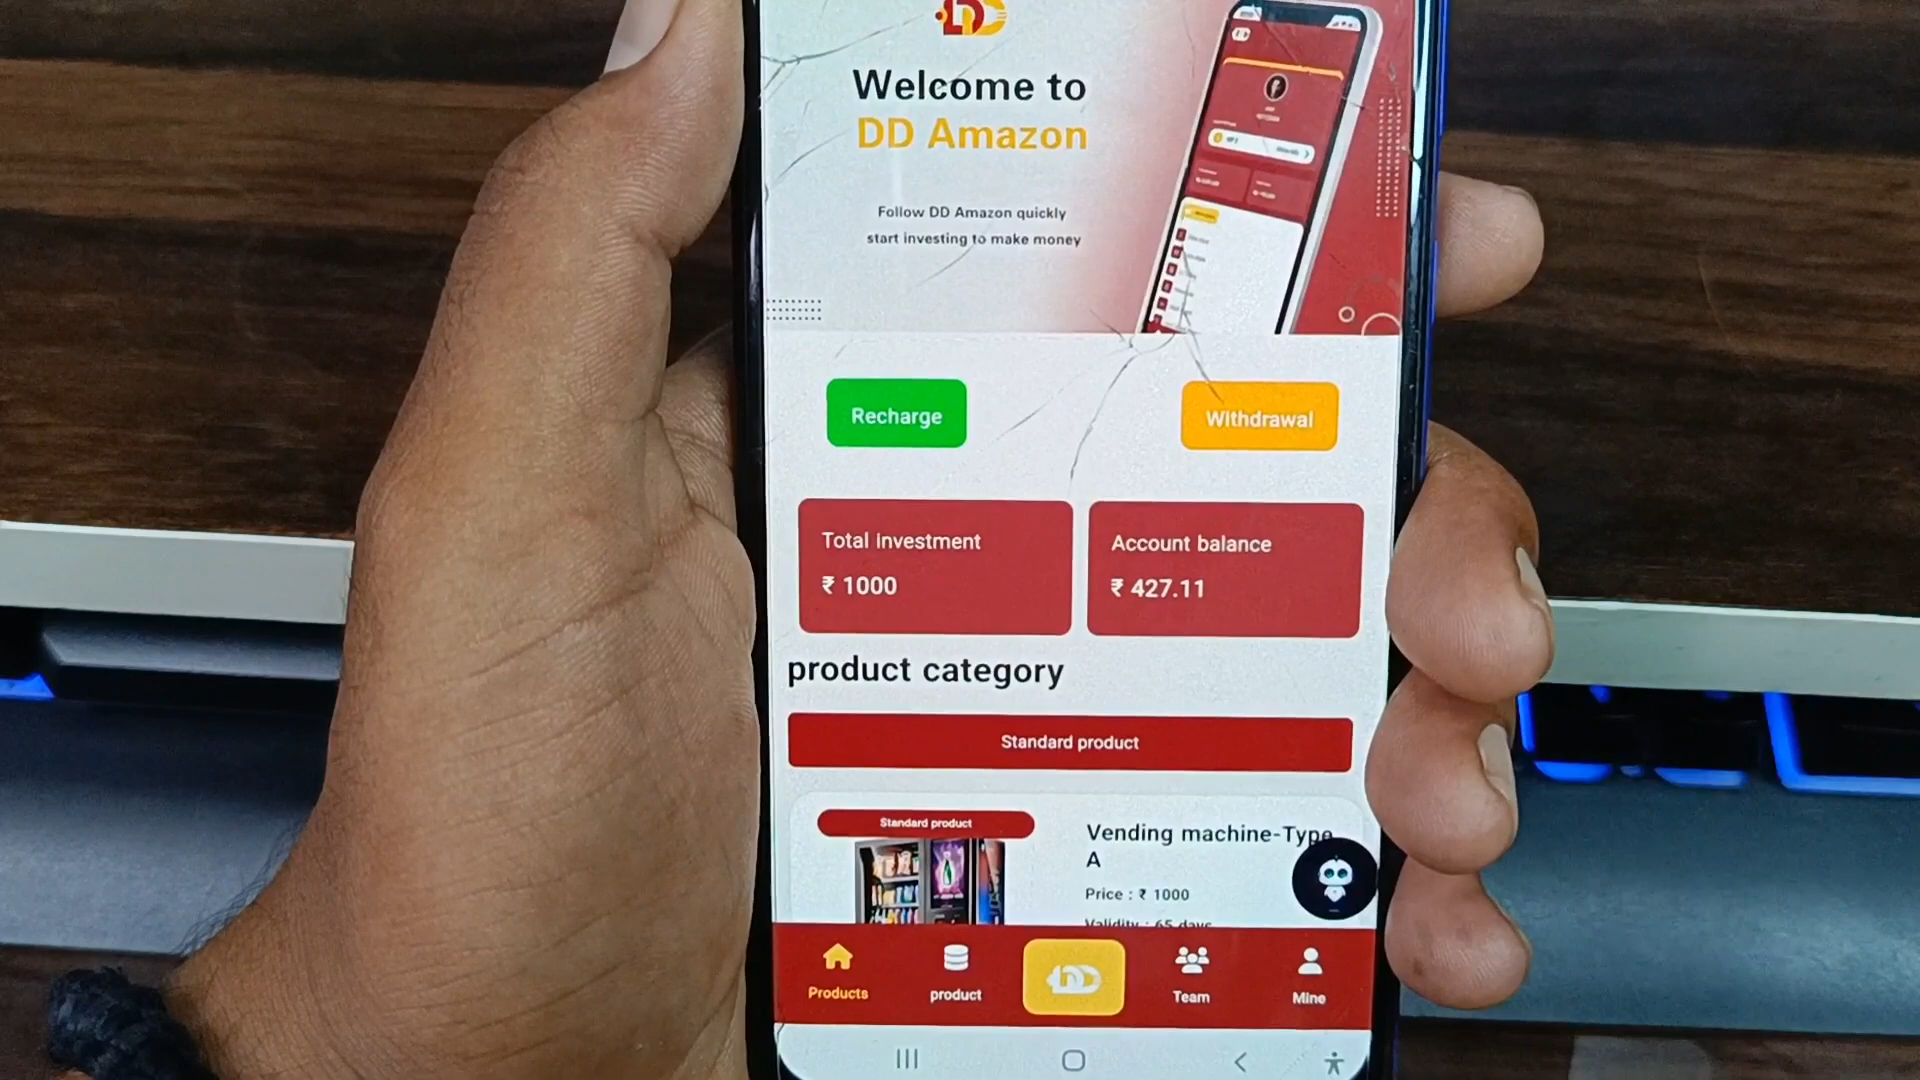 Welcome to
DD Amazon
Follow DD Amazon quickly
start investing to make money
Recharge
Withdrawal
Total investment
₹ 1000
Account balance
₹ 427.11
product category
Standard product
Standard product
Vending machine-Type
A
Price : ₹ 1000
Validity : 65 days
Products
product
Team
Mine